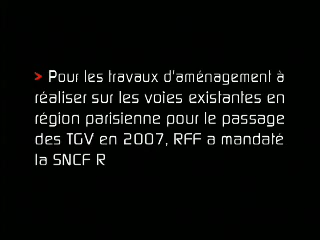 > Pour les travaux d'aménagement à
réaliser sur les voies existantes en
région parisienne pour le passage
des TGV en 2007, RFF a mandaté
la SNCF R